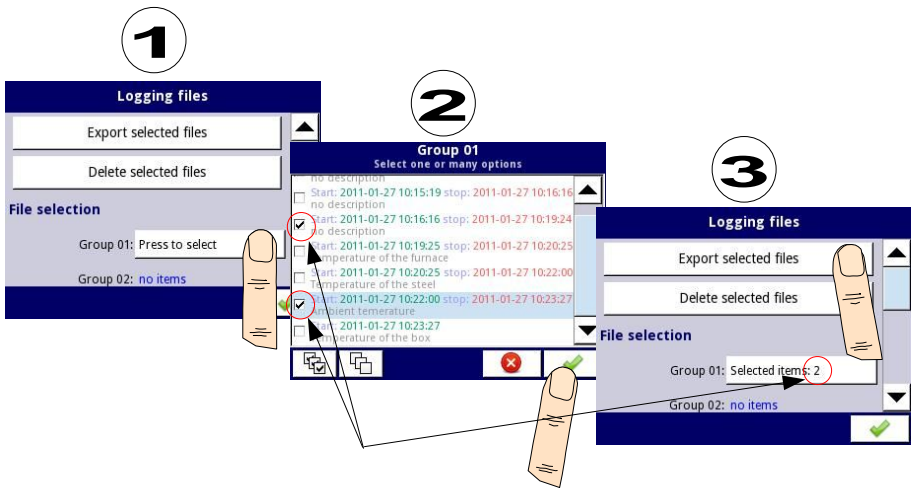 1
Logging files
Export selected files
Delete selected files
File selection
Group 01: Press to select
Group 02: no items
2
Group 01
Select one or many options
no description
Start: 2011-01-27 10:15:19 stop: 2011-01-27 10:16:16
no description
Start: 2011-01-27 10:16:16 stop: 2011-01-27 10:19:24
no description
Start: 2011-01-27 10:19:25 stop: 2011-01-27 10:20:25
Temperature of the furnace
Start: 2011-01-27 10:20:25 stop: 2011-01-27 10:22:00
Temperature of the steel
Start: 2011-01-27 10:22:00 stop: 2011-01-27 10:23:27
Ambient temerature
Start: 2011-01-27 10:23:27
Temperature of the box
3
Logging files
Export selected files
Delete selected files
File selection
Group 01: Selected items: 2
Group 02: no items